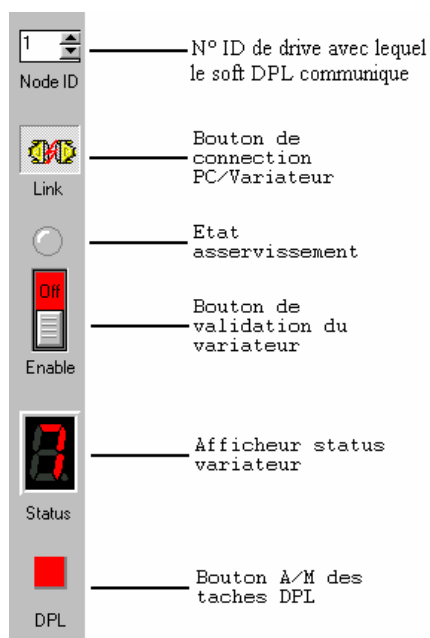 1
Node ID
N° ID de drive avec lequel
le soft DPL communique
Link
Bouton de
connection
PC/Variateur
Etat
asservissement
Off
Enable
Bouton de
validation du
variateur
7
Status
Afficheur status
variateur
DPL
Bouton A/M des
taches DPL